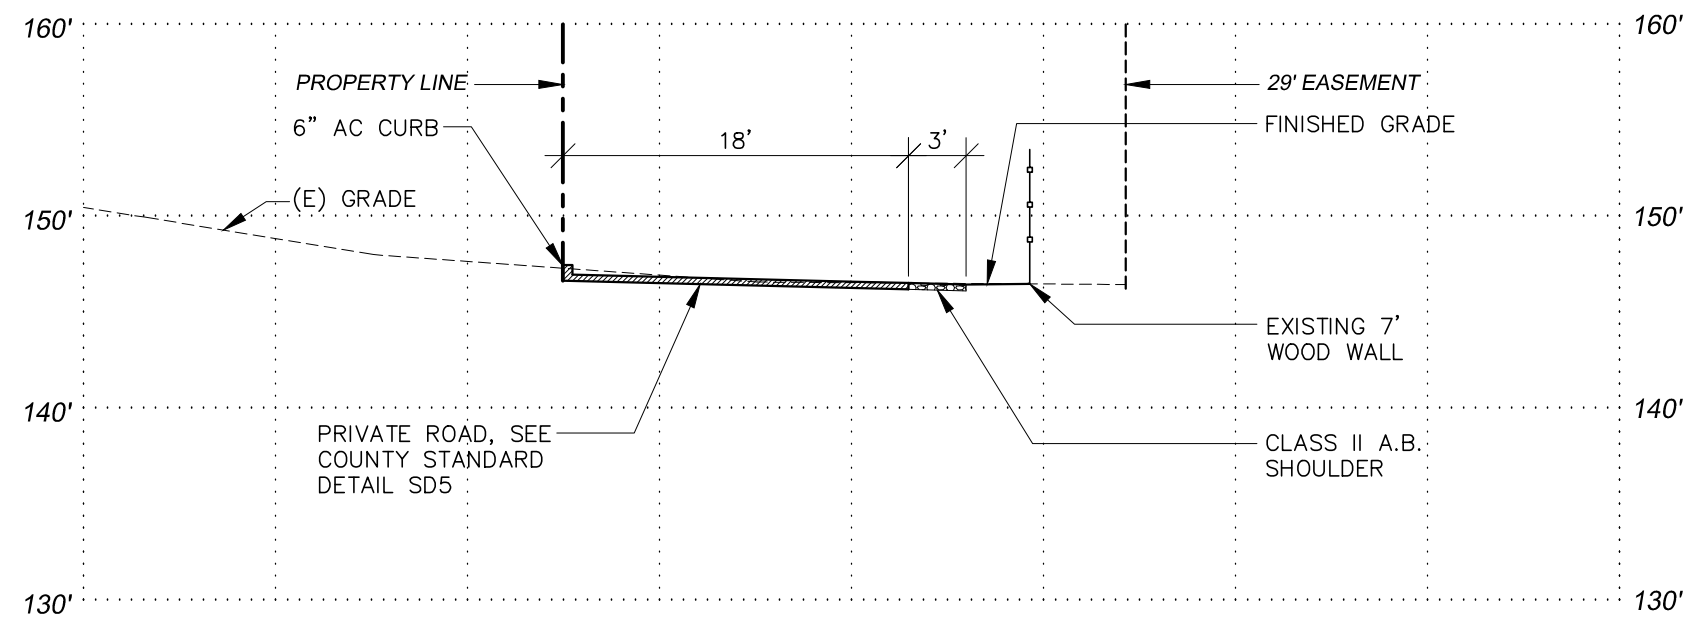 160'
160'
PROPERTY LINE
29' EASEMENT
6" AC CURB
FINISHED GRADE
18'
3'
(E) GRADE
150'
150'
EXISTING 7'
WOOD WALL
140'
140'
PRIVATE ROAD, SEE
COUNTY STANDARD
DETAIL SD5
CLASS II A.B.
SHOULDER
130'
130'